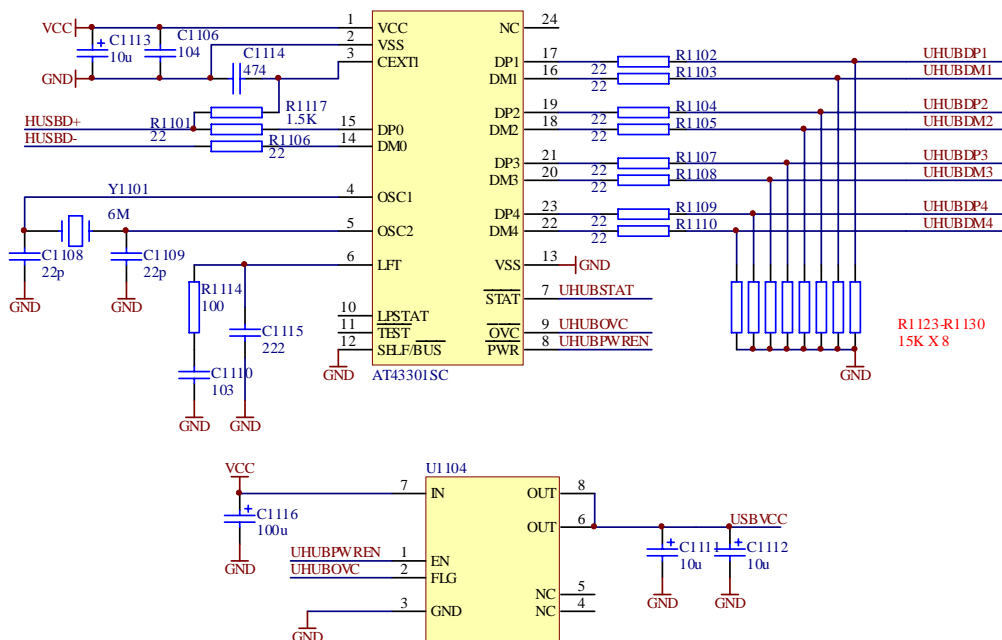 VCC
C1113
10u
C1106
104
GND
C1114
474
1
2
3
VCC
VSS
CEXT1
R1117
1.5K
HUSBD+
HUSBD-
R1101
22
R1106
22
15
14
DP0
DM0
Y1101
6M
4
5
OSC1
OSC2
C1108
22p
C1109
22p
GND
GND
6
LFT
R1114
100
C1115
222
C1110
103
GND
GND
10
11
12
LPSTAT
TEST
SHLF/BUS
GND
AT43301SC
NC
24
DP1
17
DM1
16
22
22
R1102
R1103
UHUBDP1
UHUBDM1
DP2
19
DM2
18
22
22
R1104
R1105
UHUBDP2
UHUBDM2
DP3
21
DM3
20
22
22
R1107
R1108
UHUBDP3
UHUBDM3
DP4
23
DM4
22
22
22
R1109
R1110
UHUBDP4
UHUBDM4
VSS
13
GND
STAT
7
UHUBSTAT
OVC
9
UHUBOVC
PWR
8
UHUBPWREN
R1123-R1130
15K X 8
GND
U1104
VCC
7
IN
C1116
100u
GND
UHUBPWREN
1
EN
UHUBOVC
2
FLG
3
GND
GND
OUT
8
OUT
6
USBVCC
C1111
10u
C1112
10u
GND
GND
NC
5
NC
4